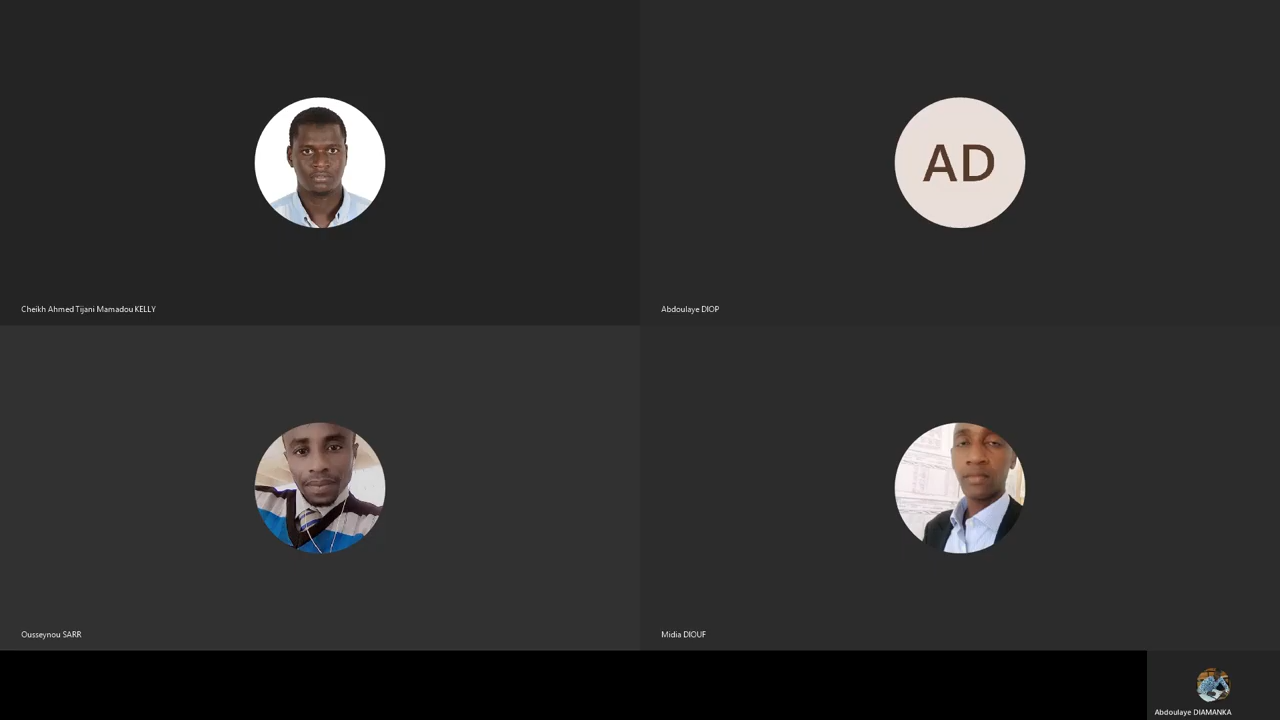 AD
Cheikh Ahmed Tijani Mamadou KELLY
Abdoulaye DIOP
Ousseynou SARR
Midia DIOUF
Abdoulaye DIAMANKA